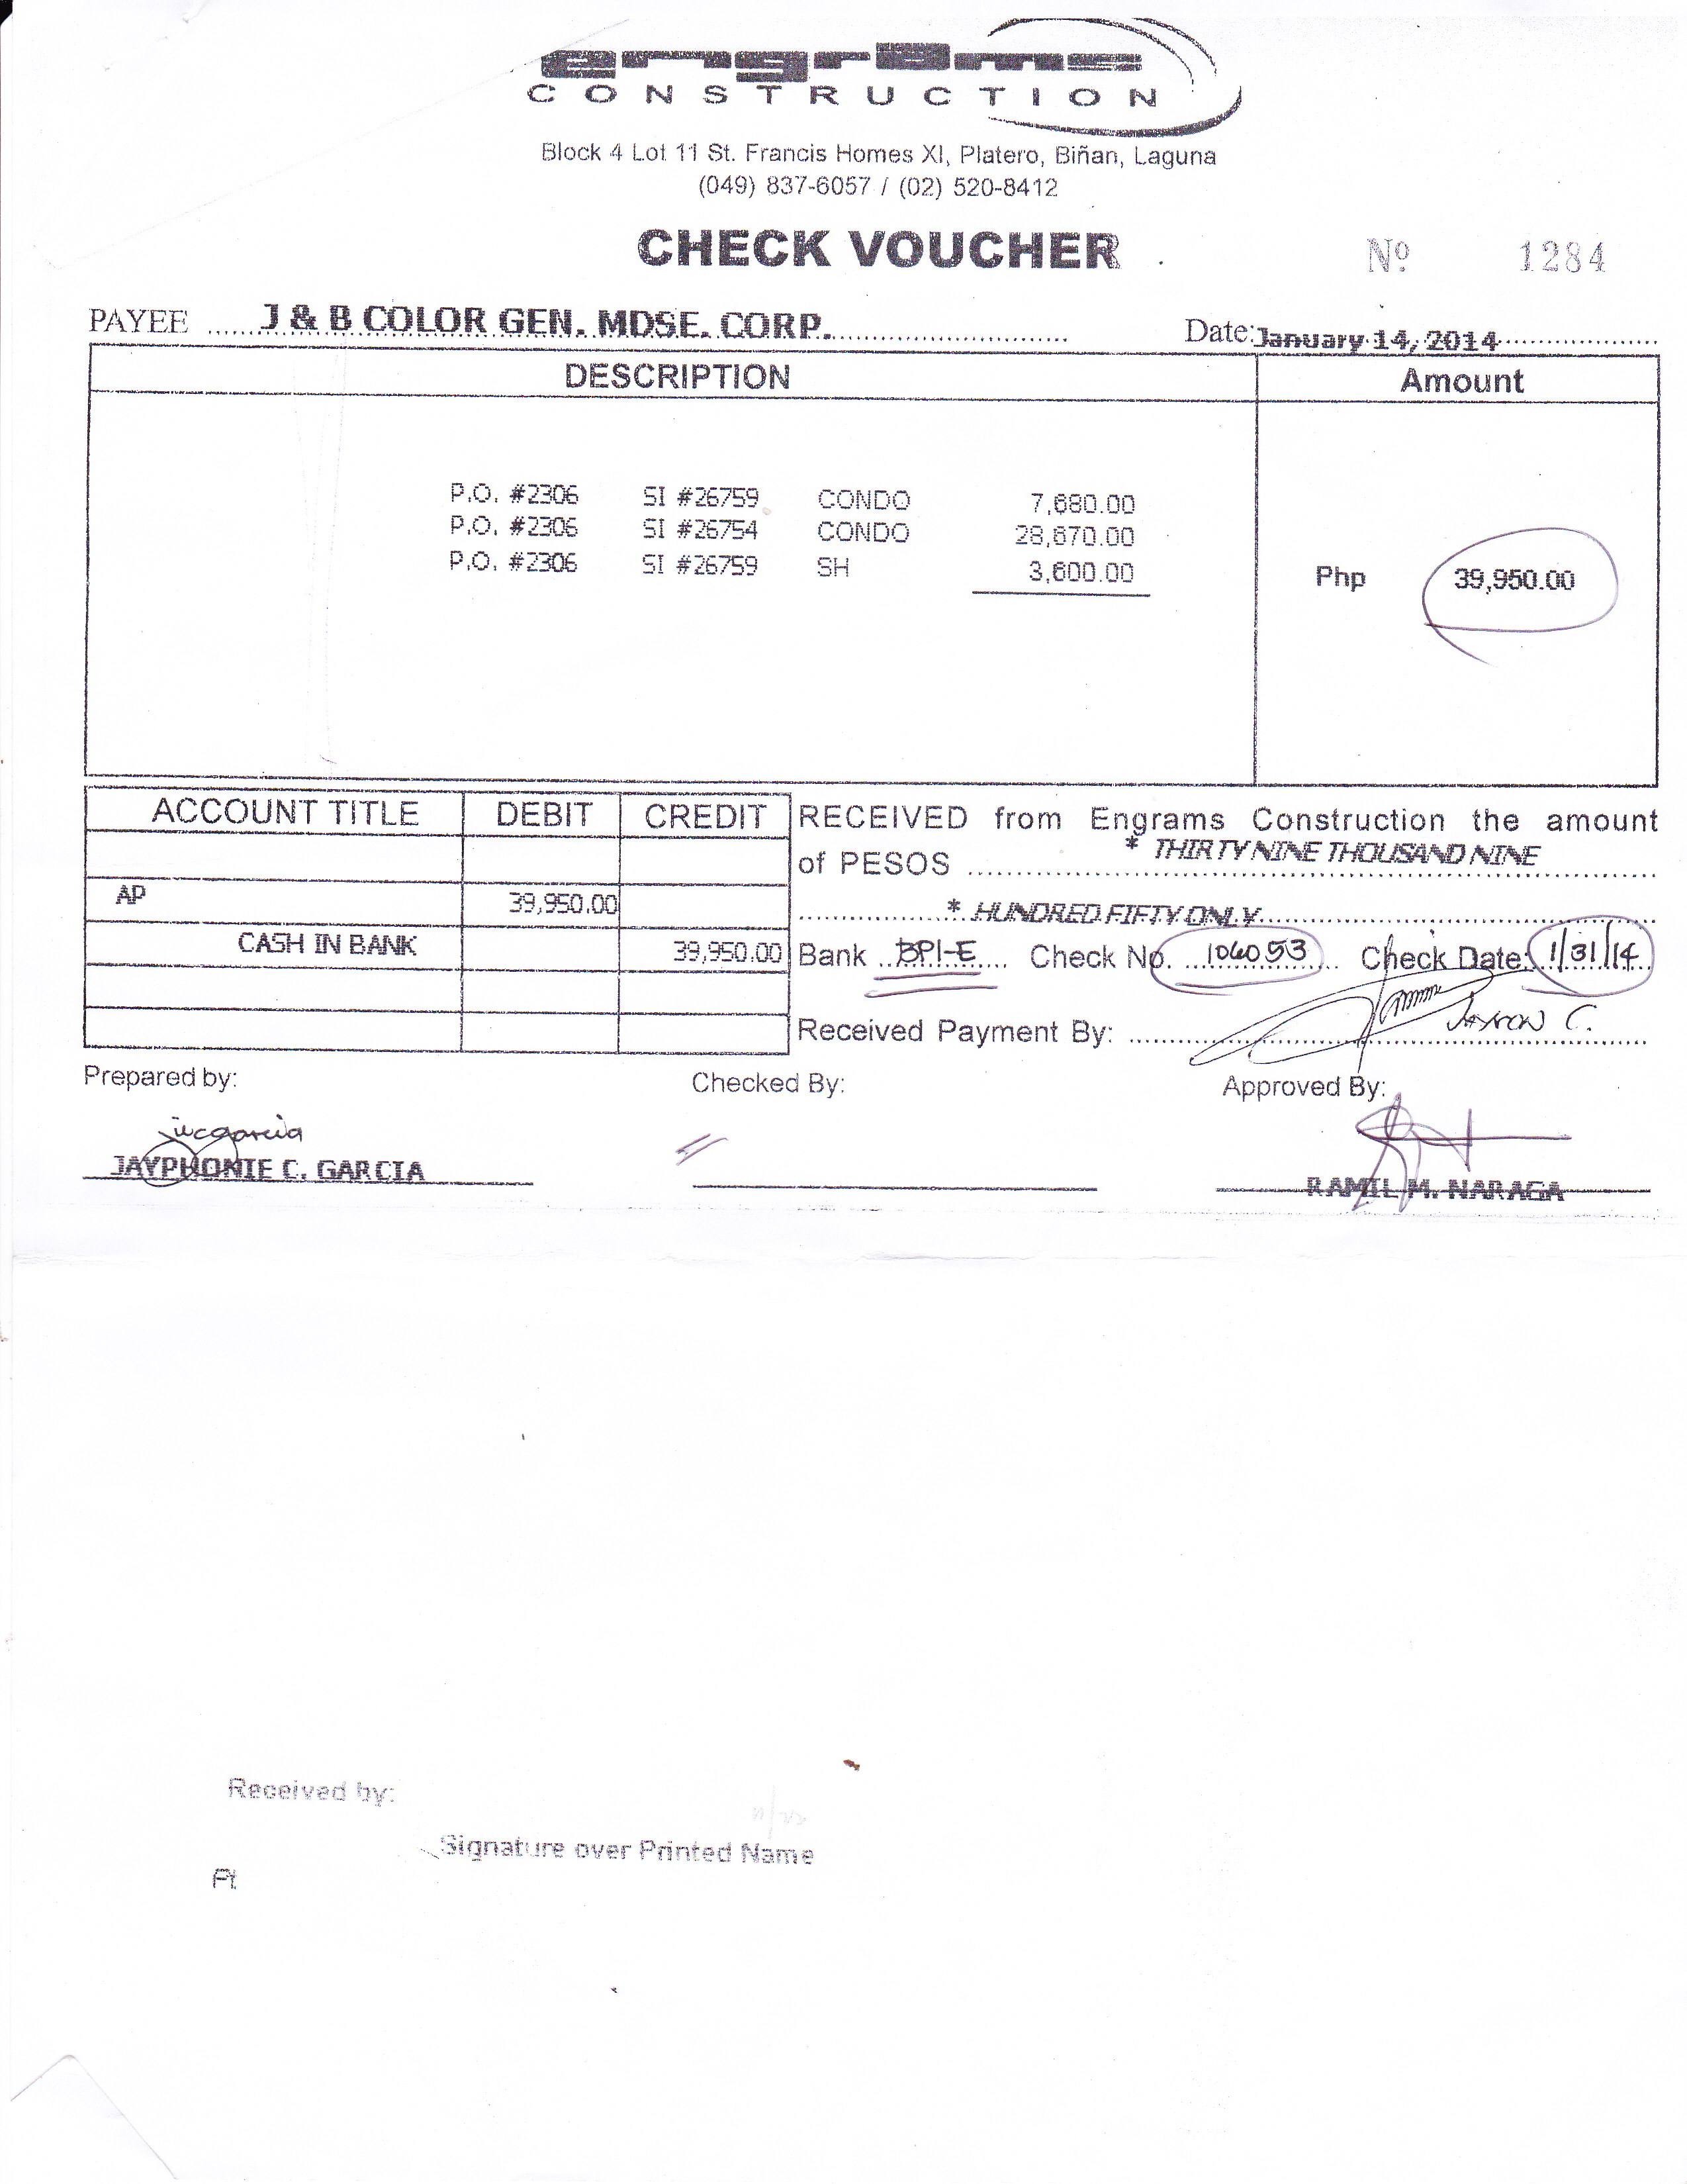 engrams
CONSTRUCTION
Block 4 Lot 11 St. Francis Homes XI, Platero, Biñan, Laguna
(049) 837-6057 / (02) 520-8412
CHECK VOUCHER Nº 1284
PAYEE J & B COLOR GEN. MDSE. CORP. Date: January 14, 2014
DESCRIPTION Amount
P.O. #2306 SI #26759 CONDO 7,680.00
P.O. #2306 SI #26754 CONDO 28,670.00
P.O. #2306 SI #26759 SH 3,600.00
Php 39,950.00
ACCOUNT TITLE DEBIT CREDIT
AP 39,950.00
CASH IN BANK 39,950.00
RECEIVED from Engrams Construction the amount
of PESOS * THIRTY NINE THOUSAND NINE
* HUNDRED FIFTY ONLY
Bank BPI-E Check No. 106053 Check Date: 1/31/14
Received Payment By: C.
Prepared by: Checked By: Approved By:
jucgarcia
JAYPHONIE C. GARCIA RAMIL M. NARAGA
Received by:
Signature over Printed Name